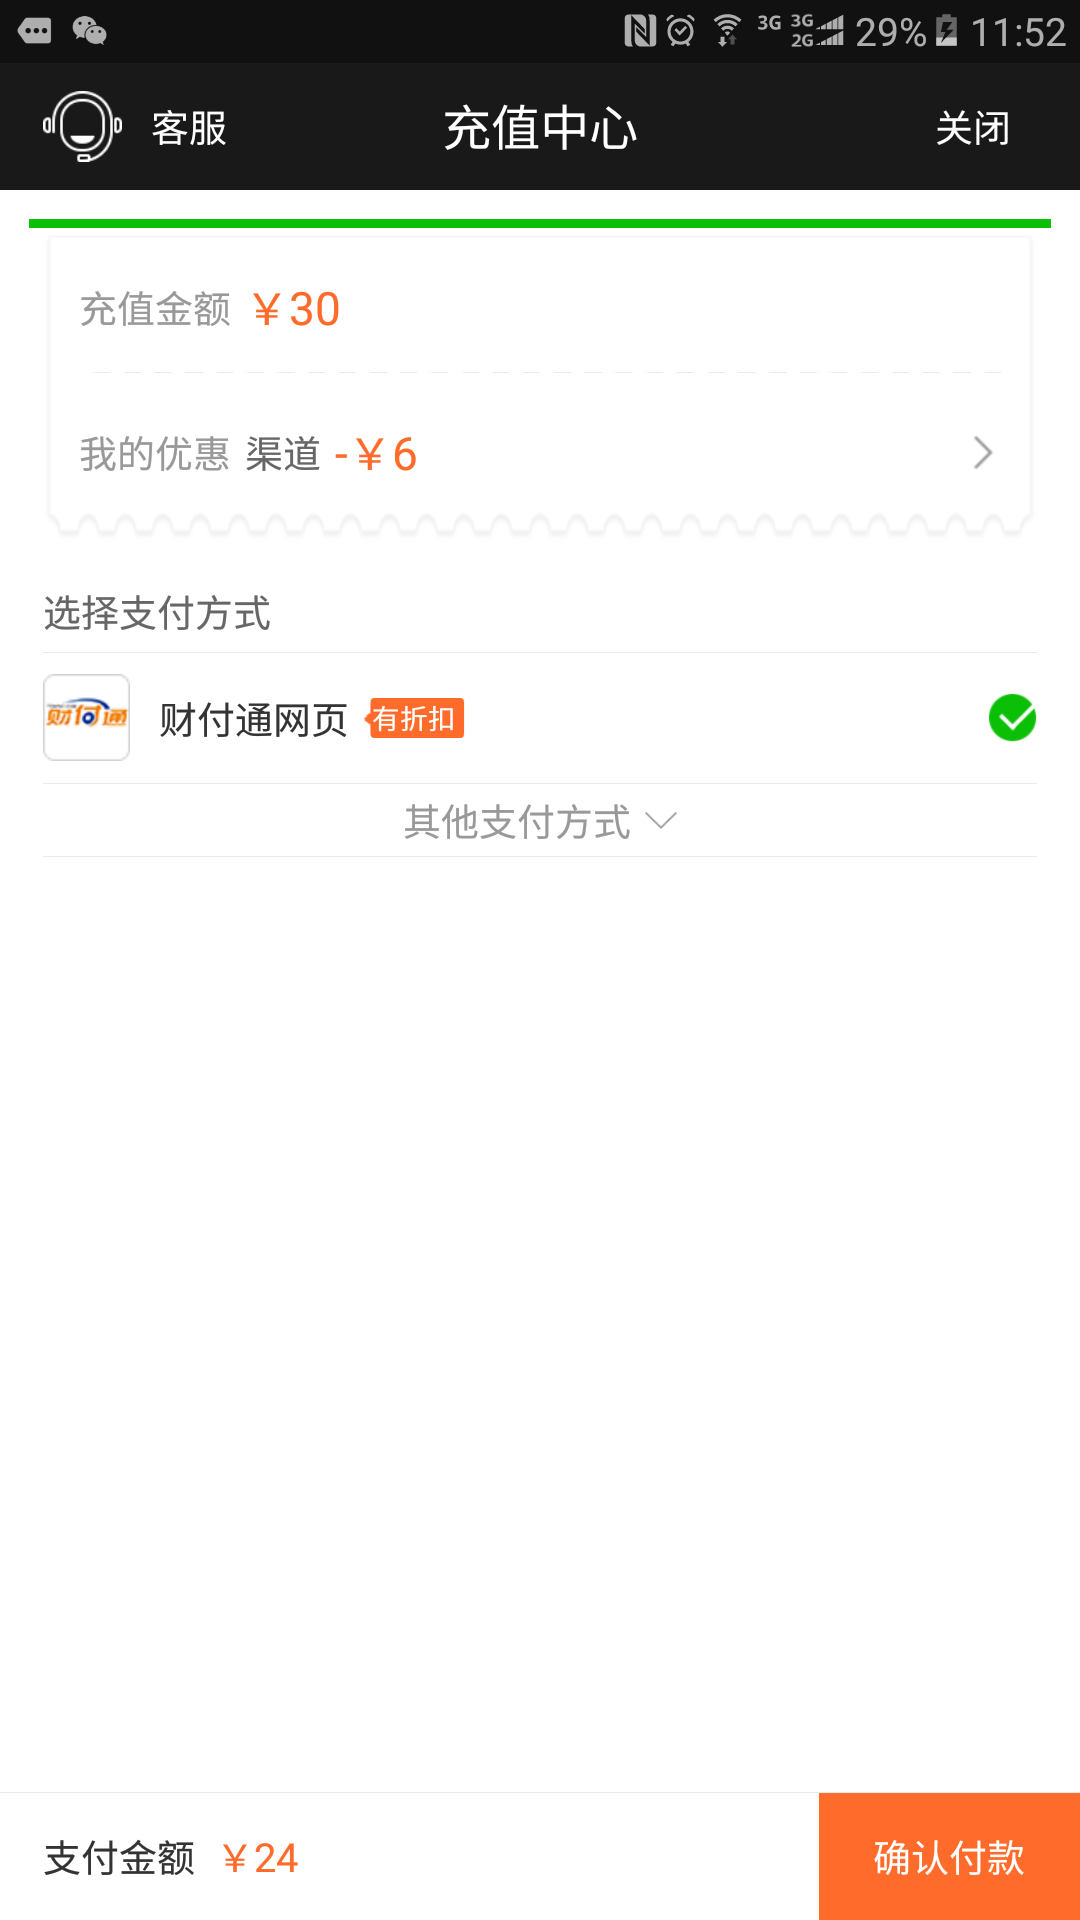 3G 3G 2G 29% 11:52
客服 充值中心 关闭
充值金额 ¥30
我的优惠 渠道 -¥6
选择支付方式
财付通 财付通网页 有折扣
其他支付方式
支付金额 ¥24 确认付款